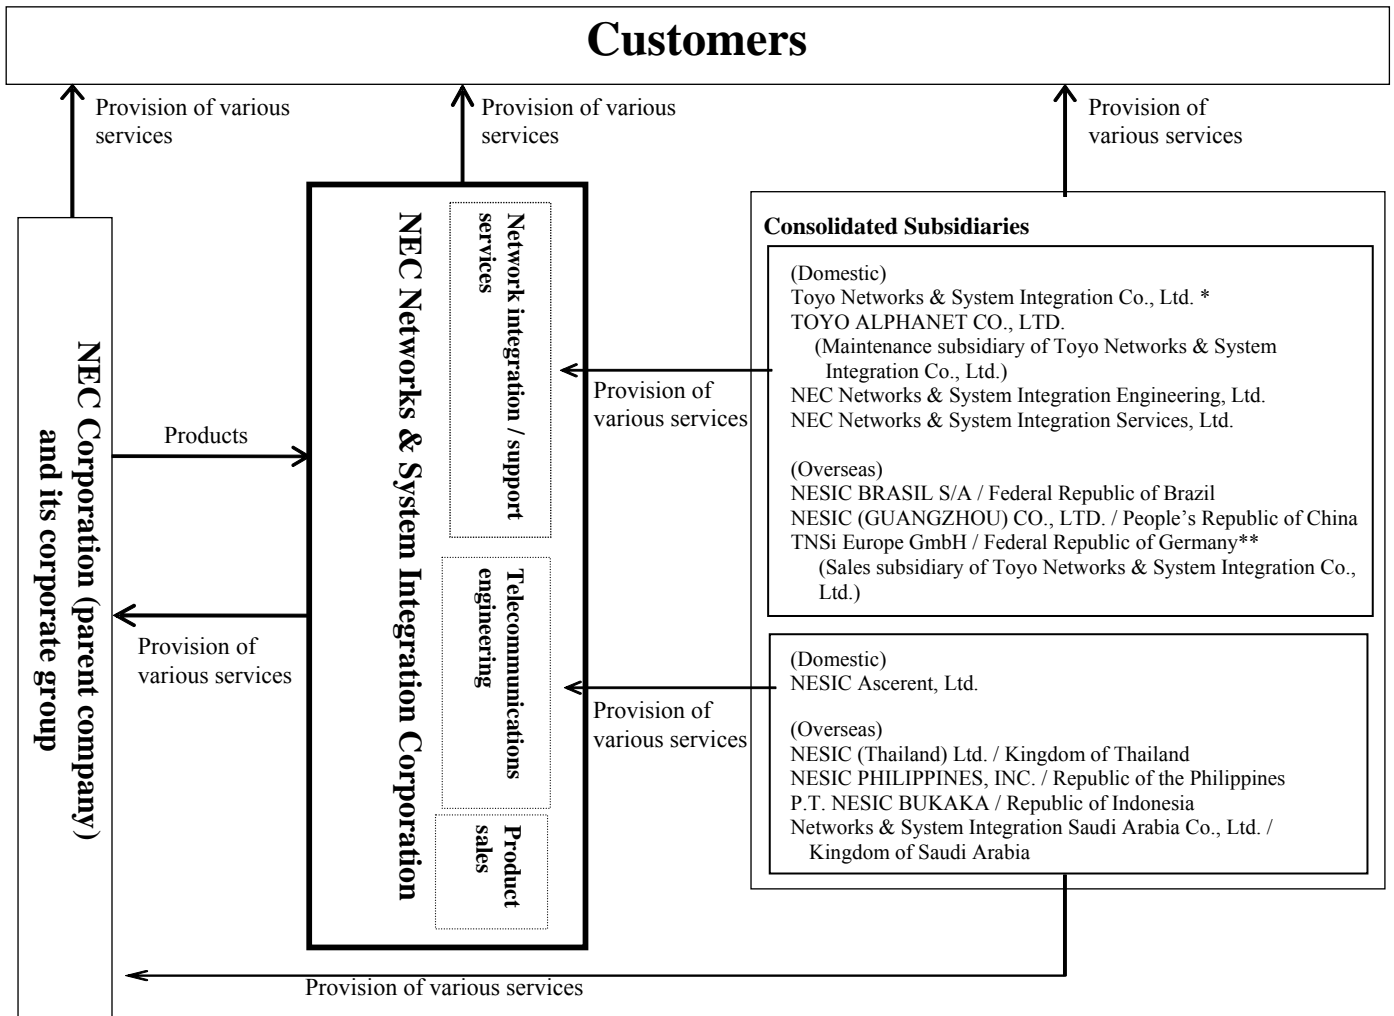 Customers
Provision of various
services
Provision of various
services
Provision of
various services
NEC Corporation (parent company)
and its corporate group
Products
Provision of
various services
NEC Networks & System Integration Corporation
Network integration / support
services
Telecommunications
engineering
Product
sales
Provision of
various services
Provision of
various services
Consolidated Subsidiaries
(Domestic)
Toyo Networks & System Integration Co., Ltd. *
TOYO ALPHANET CO., LTD.
(Maintenance subsidiary of Toyo Networks & System
Integration Co., Ltd.)
NEC Networks & System Integration Engineering, Ltd.
NEC Networks & System Integration Services, Ltd.
(Overseas)
NESIC BRASIL S/A / Federal Republic of Brazil
NESIC (GUANGZHOU) CO., LTD. / People's Republic of China
TNSi Europe GmbH / Federal Republic of Germany**
(Sales subsidiary of Toyo Networks & System Integration Co.,
Ltd.)
(Domestic)
NESIC Ascerent, Ltd.
(Overseas)
NESIC (Thailand) Ltd. / Kingdom of Thailand
NESIC PHILIPPINES, INC. / Republic of the Philippines
P.T. NESIC BUKAKA / Republic of Indonesia
Networks & System Integration Saudi Arabia Co., Ltd. /
Kingdom of Saudi Arabia
Provision of various services